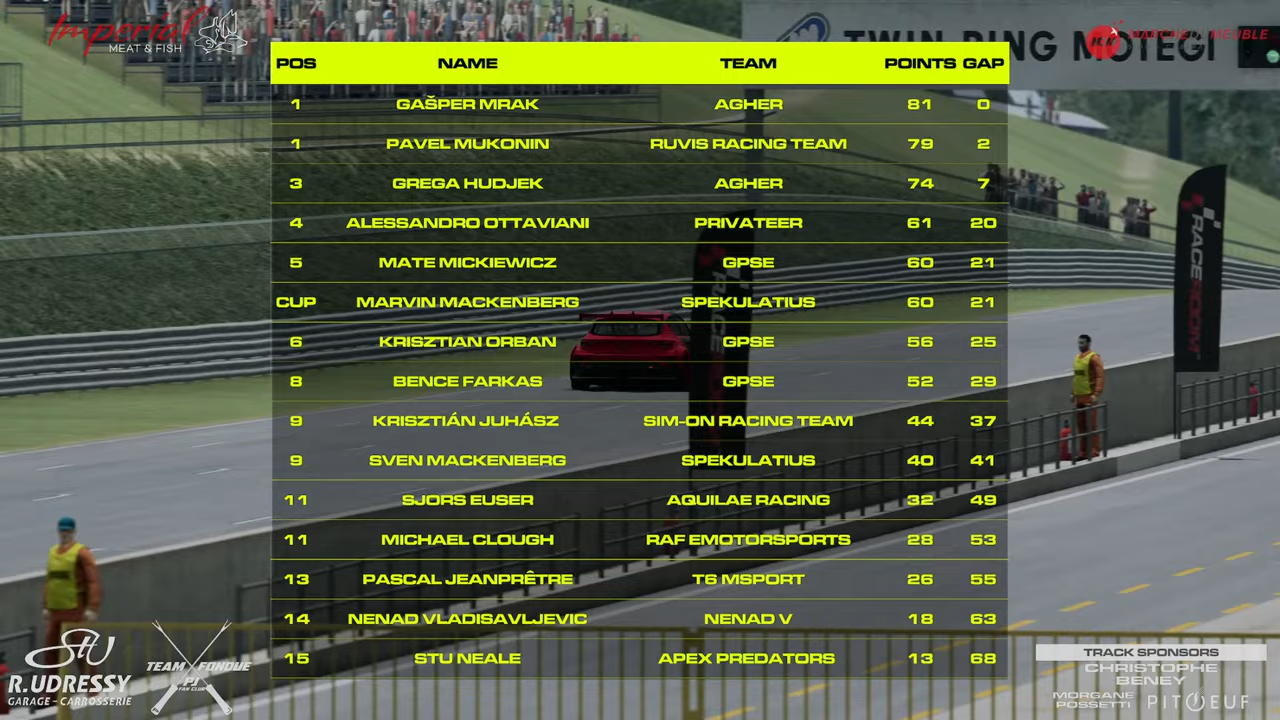 Imperial
MEAT & FISH
TWIN RING MOTEGI
POS NAME TEAM POINTS GAP
1 GAŠPER MRAK AGHER 81 0
1 PAVEL MUKONIN RUVIS RACING TEAM 79 2
3 GREGA HUDJEK AGHER 74 7
4 ALESSANDRO OTTAVIANI PRIVATEER 61 20
5 MATE MICKIEWICZ GPSE 60 21
CUP MARVIN MACKENBERG SPEKULATIUS 60 21
6 KRISZTIAN ORBAN GPSE 56 25
8 BENCE FARKAS GPSE 52 29
9 KRISZTIÁN JUHÁSZ SIM-ON RACING TEAM 44 37
9 SVEN MACKENBERG SPEKULATIUS 40 41
11 SJORS EUSER AQUILAE RACING 32 49
11 MICHAEL CLOUGH RAF EMOTORSPORTS 28 53
13 PASCAL JEANPRÊTRE T6 MSPORT 26 55
14 NENAD VLADISAVLJEVIC NENAD V 18 63
15 STU NEALE APEX PREDATORS 13 68
RACEROOM
R.UDRESSY
GARAGE - CARROSSERIE
TEAM FONDUE
PJ
FAN CLUB
TRACK SPONSORS
CHRISTOPHE
BENEY
MORGANE
POSSETTI
PITOEUF